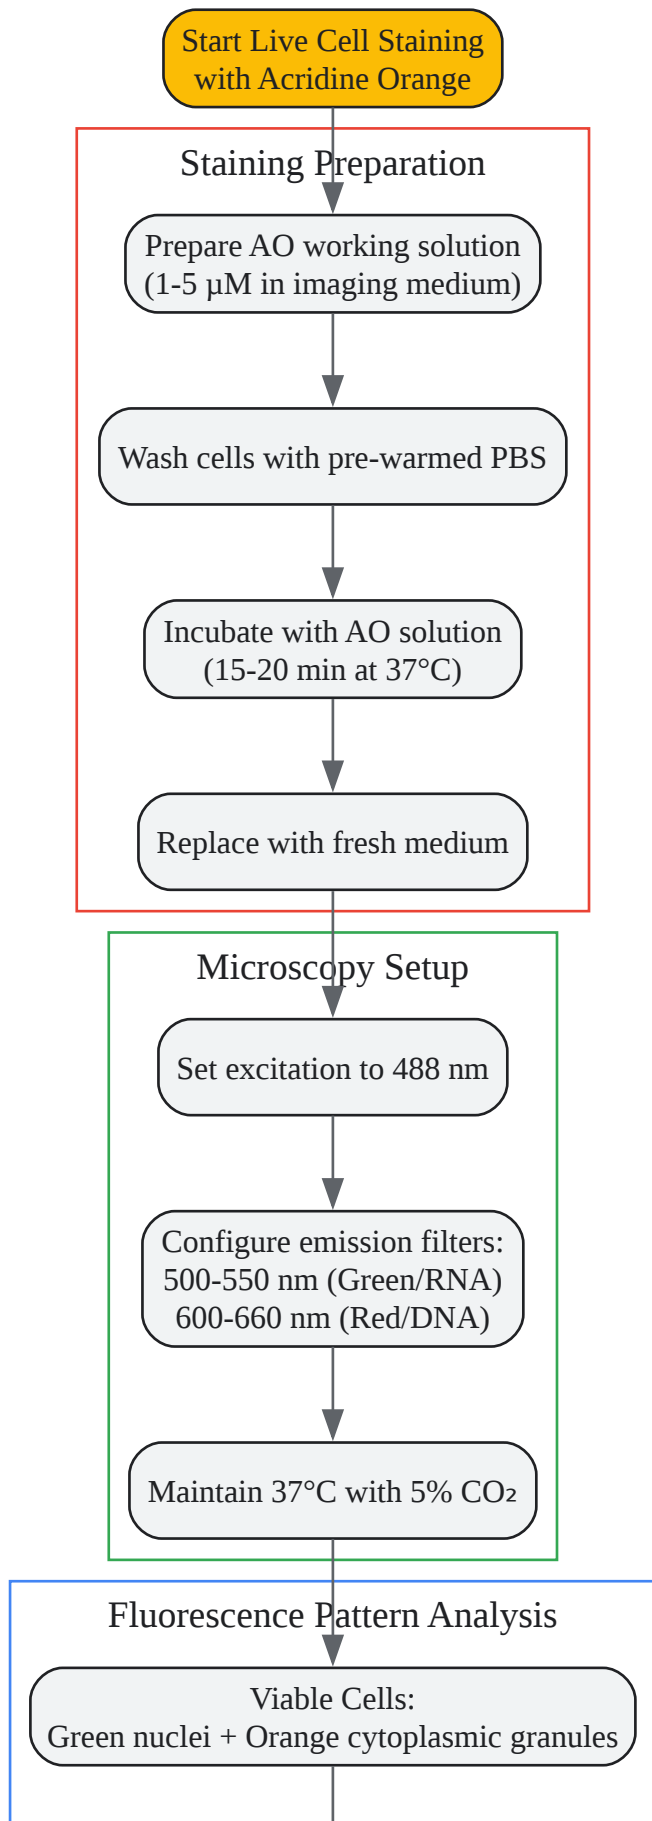 Start Live Cell Staining
with Acridine Orange
Staining Preparation
Prepare AO working solution
(1-5 µM in imaging medium)
Wash cells with pre-warmed PBS
Incubate with AO solution
(15-20 min at 37°C)
Replace with fresh medium
Microscopy Setup
Set excitation to 488 nm
Configure emission filters:
500-550 nm (Green/RNA)
600-660 nm (Red/DNA)
Maintain 37°C with 5% CO₂
Fluorescence Pattern Analysis
Viable Cells:
Green nuclei + Orange cytoplasmic granules